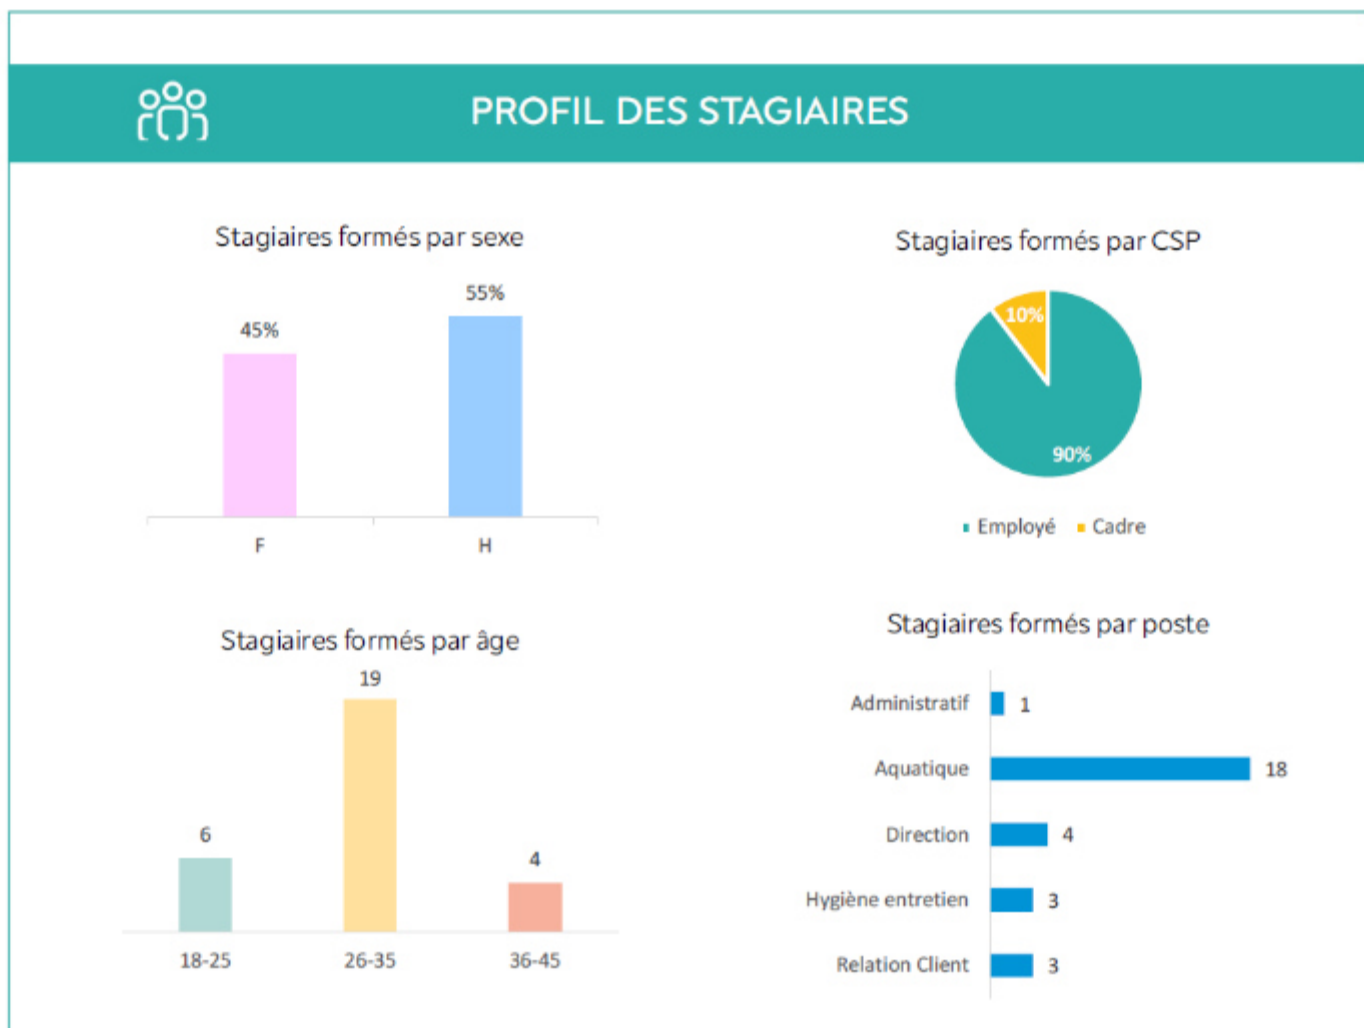 PROFIL DES STAGIAIRES
Stagiaires formés par sexe
55%
45%
F
H
Stagiaires formés par CSP
10%
90%
Employé
Cadre
Stagiaires formés par âge
19
6
4
18-25
26-35
36-45
Stagiaires formés par poste
Administratif 1
Aquatique 18
Direction 4
Hygiène entretien 3
Relation Client 3